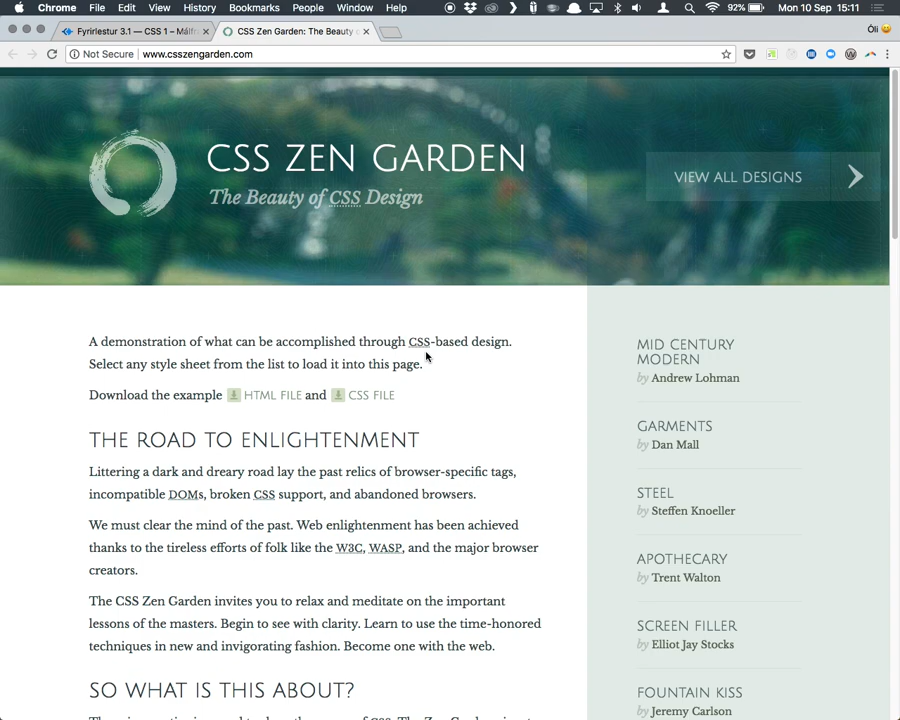 Chrome File Edit View History Bookmarks People Window Help 92% Mon 10 Sep 15:11
Fyrirlestur 3.1 — CSS 1 – Málfr
CSS Zen Garden: The Beauty o
Óli
Not Secure www.csszengarden.com
CSS ZEN GARDEN
The Beauty of CSS Design
VIEW ALL DESIGNS
A demonstration of what can be accomplished through CSS-based design.
Select any style sheet from the list to load it into this page.
Download the example HTML FILE and CSS FILE
THE ROAD TO ENLIGHTENMENT
Littering a dark and dreary road lay the past relics of browser-specific tags,
incompatible DOMs, broken CSS support, and abandoned browsers.
We must clear the mind of the past. Web enlightenment has been achieved
thanks to the tireless efforts of folk like the W3C, WASP, and the major browser
creators.
The CSS Zen Garden invites you to relax and meditate on the important
lessons of the masters. Begin to see with clarity. Learn to use the time-honored
techniques in new and invigorating fashion. Become one with the web.
SO WHAT IS THIS ABOUT?
MID CENTURY
MODERN
by Andrew Lohman
GARMENTS
by Dan Mall
STEEL
by Steffen Knoeller
APOTHECARY
by Trent Walton
SCREEN FILLER
by Elliot Jay Stocks
FOUNTAIN KISS
by Jeremy Carlson